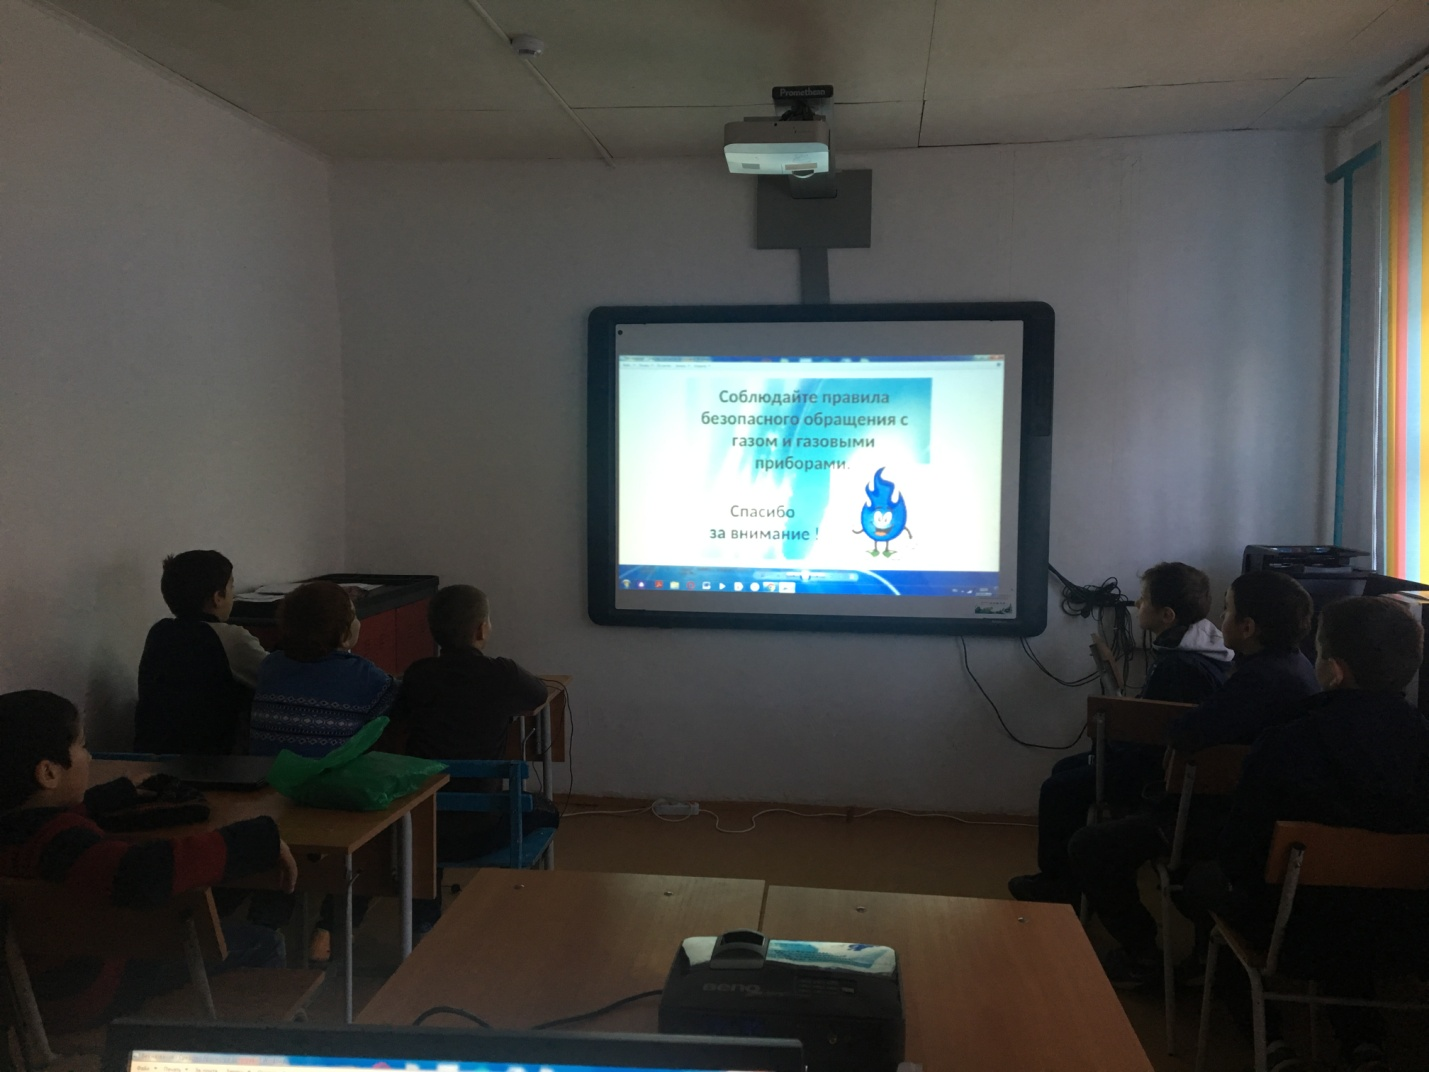 Promethean
Соблюдайте правила
безопасного обращения с
газом и газовыми
приборами.
Спасибо
за внимание !
BenQ